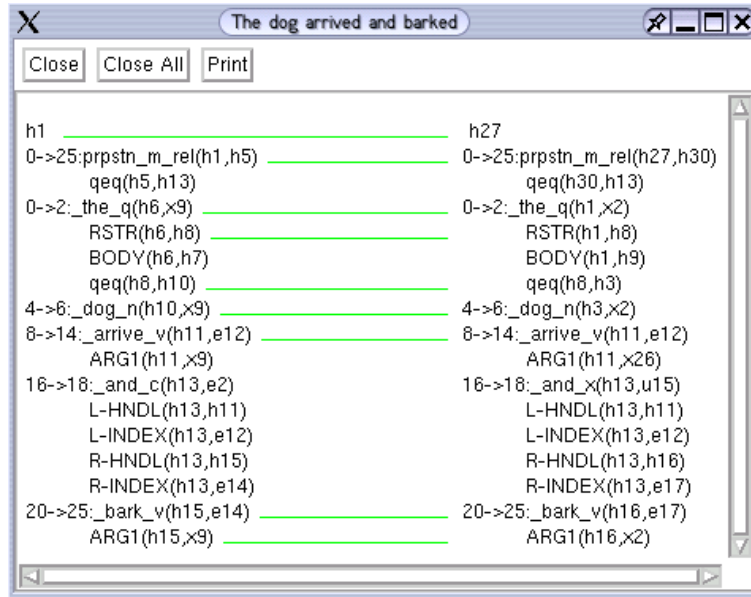 The dog arrived and barked
Close Close All Print
h1 h27
0->25:prpstn_m_rel(h1,h5) 0->25:prpstn_m_rel(h27,h30)
qeq(h5,h13) qeq(h30,h13)
0->2:_the_q(h6,x9) 0->2:_the_q(h1,x2)
RSTR(h6,h8) RSTR(h1,h8)
BODY(h6,h7) BODY(h1,h9)
qeq(h8,h10) qeq(h8,h3)
4->6:_dog_n(h10,x9) 4->6:_dog_n(h3,x2)
8->14:_arrive_v(h11,e12) 8->14:_arrive_v(h11,e12)
ARG1(h11,x9) ARG1(h11,x26)
16->18:_and_c(h13,e2) 16->18:_and_x(h13,u15)
L-HNDL(h13,h11) L-HNDL(h13,h11)
L-INDEX(h13,e12) L-INDEX(h13,e12)
R-HNDL(h13,h15) R-HNDL(h13,h16)
R-INDEX(h13,e14) R-INDEX(h13,e17)
20->25:_bark_v(h15,e14) 20->25:_bark_v(h16,e17)
ARG1(h15,x9) ARG1(h16,x2)